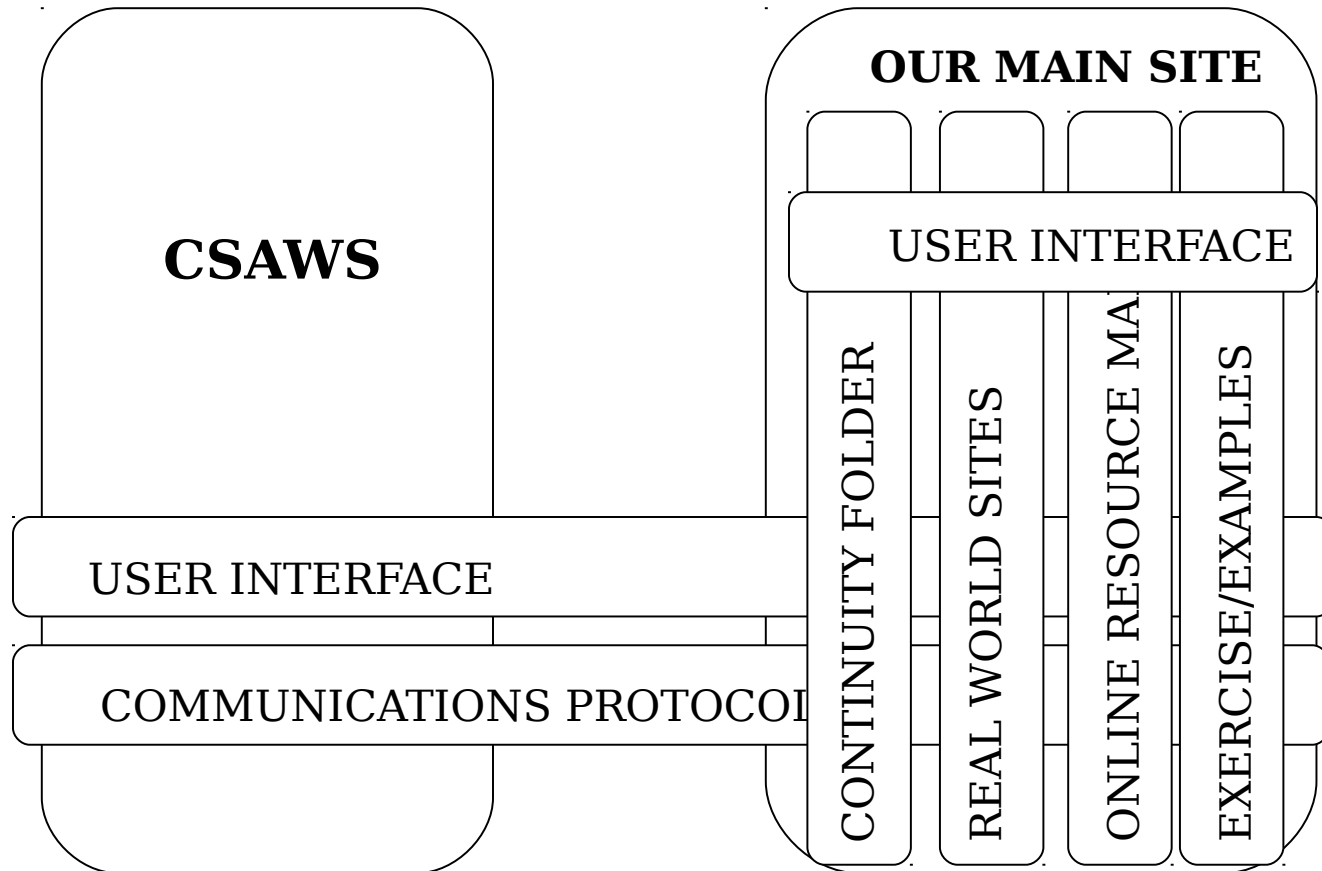 OUR MAIN SITE
CSAWS
USER INTERFACE
USER INTERFACE
COMMUNICATIONS PROTOCOL
CONTINUITY FOLDER
REAL WORLD SITES
ONLINE RESOURCE
EXERCISE/EXAMPLES